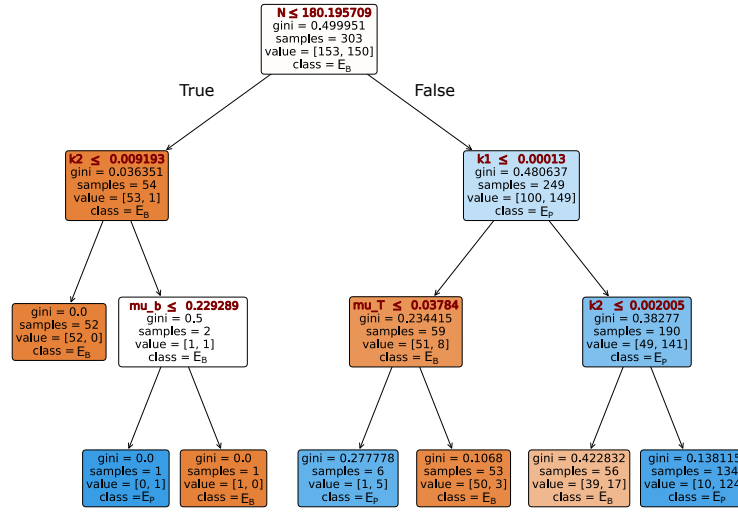 N ≤ 180.195709
gini = 0.499951
samples = 303
value = [153, 150]
class = E_B
True
False
k2 ≤ 0.009193
gini = 0.036351
samples = 54
value = [53, 1]
class = E_B
k1 ≤ 0.00013
gini = 0.480637
samples = 249
value = [100, 149]
class = E_P
gini = 0.0
samples = 52
value = [52, 0]
class = E_B
mu_b ≤ 0.229289
gini = 0.5
samples = 2
value = [1, 1]
class = E_B
mu_T ≤ 0.03784
gini = 0.234415
samples = 59
value = [51, 8]
class = E_B
k2 ≤ 0.002005
gini = 0.38277
samples = 190
value = [49, 141]
class = E_P
gini = 0.0
samples = 1
value = [0, 1]
class = E_P
gini = 0.0
samples = 1
value = [1, 0]
class = E_B
gini = 0.277778
samples = 6
value = [1, 5]
class = E_P
gini = 0.1068
samples = 53
value = [50, 3]
class = E_B
gini = 0.422832
samples = 56
value = [39, 17]
class = E_B
gini = 0.138115
samples = 134
value = [10, 124]
class = E_P